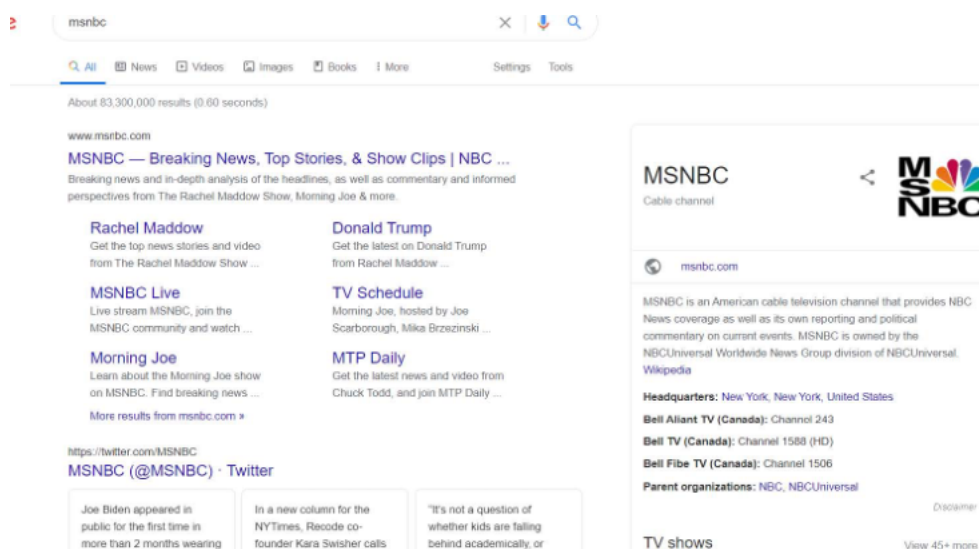 e
msnbc
All News Videos Images Books More Settings Tools
About 83,300,000 results (0.60 seconds)
www.msnbc.com
MSNBC — Breaking News, Top Stories, & Show Clips | NBC ...
Breaking news and in-depth analysis of the headlines, as well as commentary and informed
perspectives from The Rachel Maddow Show, Morning Joe & more.
Rachel Maddow
Get the top news stories and video
from The Rachel Maddow Show ...
Donald Trump
Get the latest on Donald Trump
from Rachel Maddow ...
MSNBC Live
Live stream MSNBC, join the
MSNBC community and watch ...
TV Schedule
Morning Joe, hosted by Joe
Scarborough, Mika Brzezinski ...
Morning Joe
Learn about the Morning Joe show
on MSNBC. Find breaking news ...
MTP Daily
Get the latest news and video from
Chuck Todd, and join MTP Daily ...
More results from msnbc.com »
https://twitter.com/MSNBC
MSNBC (@MSNBC) · Twitter
Joe Biden appeared in
public for the first time in
more than 2 months wearing
In a new column for the
NYTimes, Recode co-
founder Kara Swisher calls
"It's not a question of
whether kids are falling
behind academically, or
MSNBC
Cable channel
M
S
NBC
msnbc.com
MSNBC is an American cable television channel that provides NBC
News coverage as well as its own reporting and political
commentary on current events. MSNBC is owned by the
NBCUniversal Worldwide News Group division of NBCUniversal.
Wikipedia
Headquarters: New York, New York, United States
Bell Aliant TV (Canada): Channel 243
Bell TV (Canada): Channel 1588 (HD)
Bell Fibe TV (Canada): Channel 1506
Parent organizations: NBC, NBCUniversal
Disclaimer
TV shows
View 45+ more